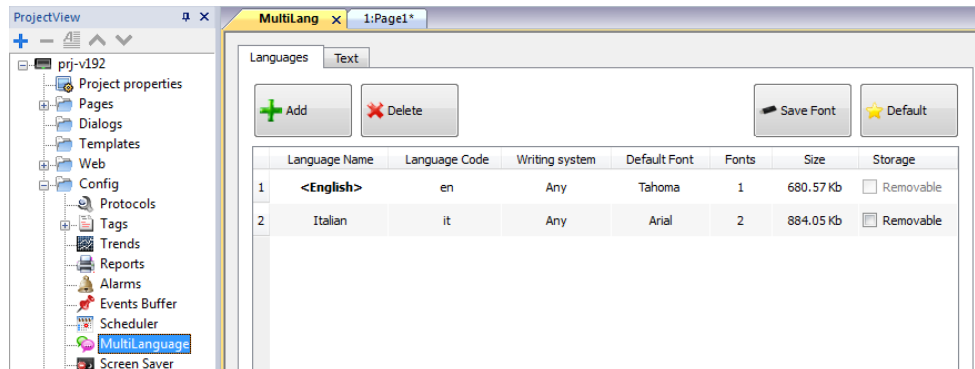 ProjectView
prj-v192
Project properties
Pages
Dialogs
Templates
Web
Config
Protocols
Tags
Trends
Reports
Alarms
Events Buffer
Scheduler
MultiLanguage
Screen Saver
MultiLang x 1:Page1*
Languages Text
Add Delete Save Font Default
Language Name Language Code Writing system Default Font Fonts Size Storage
1 <English> en Any Tahoma 1 680.57 Kb Removable
2 Italian it Any Arial 2 884.05 Kb Removable